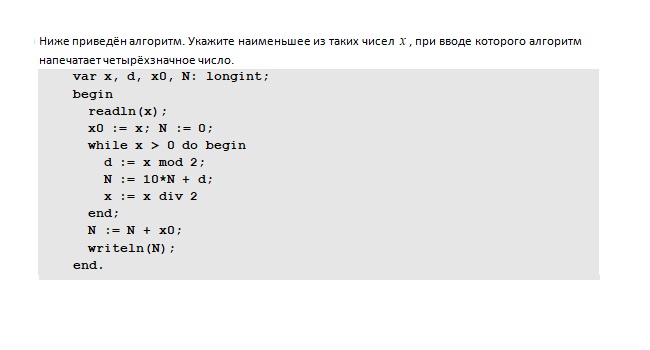 Ниже приведён алгоритм. Укажите наименьшее из таких чисел x , при вводе которого алгоритм
напечатает четырёхзначное число.
var x, d, x0, N: longint;
begin
readln(x);
x0 := x; N := 0;
while x > 0 do begin
d := x mod 2;
N := 10*N + d;
x := x div 2
end;
N := N + x0;
writeln(N);
end.